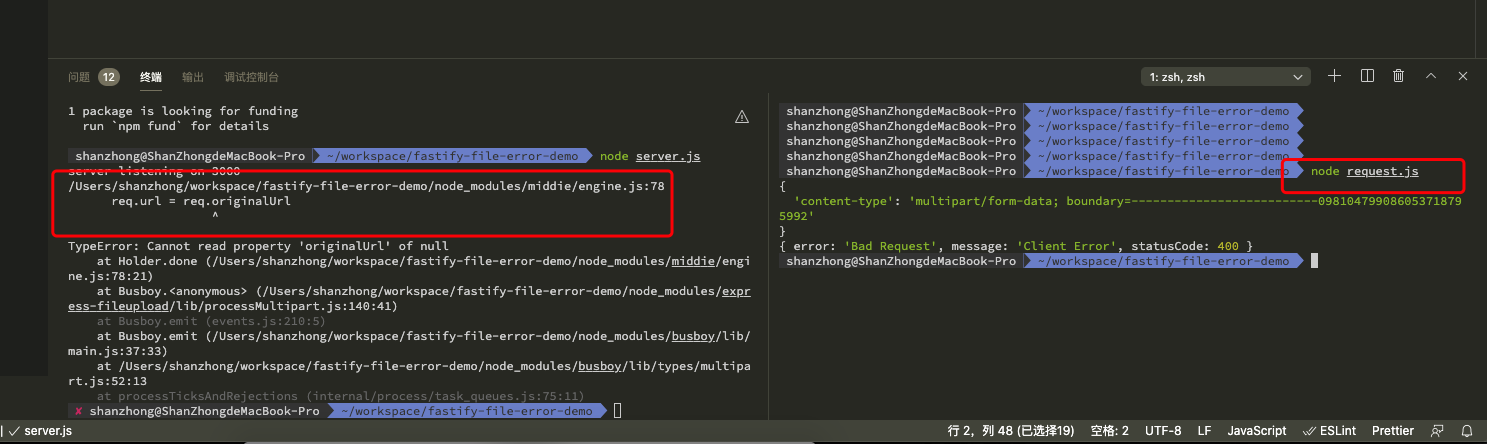 问题 12 终端 输出 调试控制台
1: zsh, zsh
1 package is looking for funding
run `npm fund` for details
shanzhong@ShanZhongdeMacBook-Pro ~/workspace/fastify-file-error-demo node server.js
server listening on 3000
/Users/shanzhong/workspace/fastify-file-error-demo/node_modules/middie/engine.js:78
req.url = req.originalUrl
^
TypeError: Cannot read property 'originalUrl' of null
at Holder.done (/Users/shanzhong/workspace/fastify-file-error-demo/node_modules/middie/engi
ne.js:78:21)
at Busboy.<anonymous> (/Users/shanzhong/workspace/fastify-file-error-demo/node_modules/expr
ess-fileupload/lib/processMultipart.js:140:41)
at Busboy.emit (events.js:210:5)
at Busboy.emit (/Users/shanzhong/workspace/fastify-file-error-demo/node_modules/busboy/lib/
main.js:37:33)
at /Users/shanzhong/workspace/fastify-file-error-demo/node_modules/busboy/lib/types/multipa
rt.js:52:13
at processTicksAndRejections (internal/process/task_queues.js:75:11)
✘ shanzhong@ShanZhongdeMacBook-Pro ~/workspace/fastify-file-error-demo
shanzhong@ShanZhongdeMacBook-Pro ~/workspace/fastify-file-error-demo
shanzhong@ShanZhongdeMacBook-Pro ~/workspace/fastify-file-error-demo
shanzhong@ShanZhongdeMacBook-Pro ~/workspace/fastify-file-error-demo
shanzhong@ShanZhongdeMacBook-Pro ~/workspace/fastify-file-error-demo
shanzhong@ShanZhongdeMacBook-Pro ~/workspace/fastify-file-error-demo node request.js
{
'content-type': 'multipart/form-data; boundary=--------------------------09810479908605371879
5992'
}
{ error: 'Bad Request', message: 'Client Error', statusCode: 400 }
shanzhong@ShanZhongdeMacBook-Pro ~/workspace/fastify-file-error-demo
server.js 行 2，列 48 (已选择19) 空格: 2 UTF-8 LF JavaScript ESLint Prettier